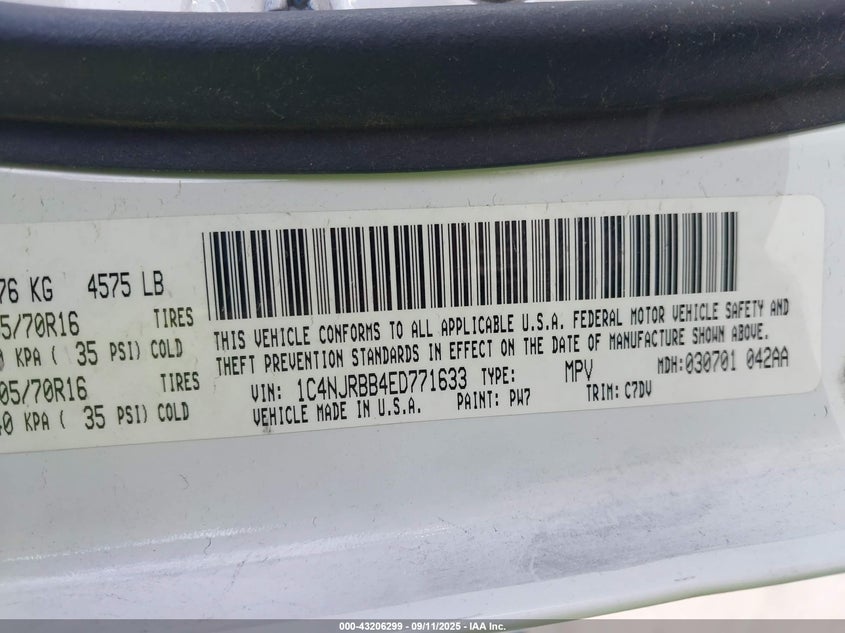 76 KG 4575 LB
5/70R16 TIRES
0 KPA ( 35 PSI) COLD
05/70R16 TIRES
40 KPA ( 35 PSI) COLD
THIS VEHICLE CONFORMS TO ALL APPLICABLE U.S.A. FEDERAL MOTOR VEHICLE SAFETY AND
THEFT PREVENTION STANDARDS IN EFFECT ON THE DATE OF MANUFACTURE SHOWN ABOVE.
VIN: 1C4NJRBB4ED771633 TYPE: MPV MDH: 030701 042AA
VEHICLE MADE IN U.S.A. PAINT: PW7 TRIM: C7DV
000-43206299 - 09/11/2025 - IAA Inc.